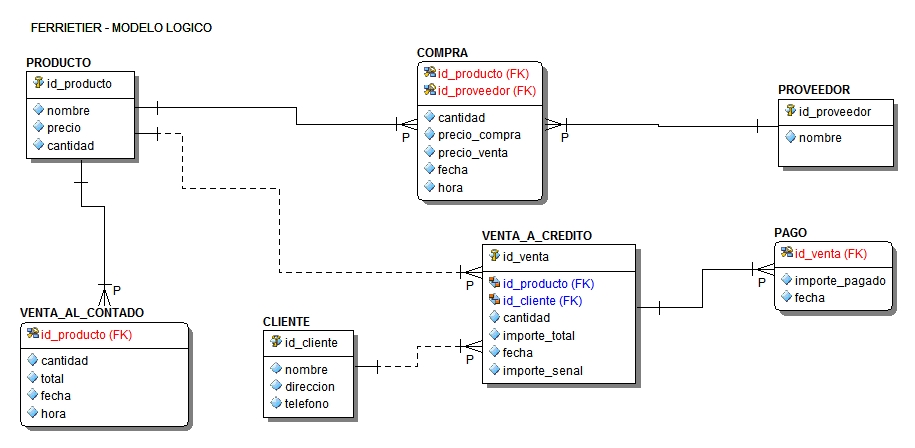 FERRIETIER - MODELO LOGICO
PRODUCTO
id_producto
nombre
precio
cantidad
COMPRA
id_producto (FK)
id_proveedor (FK)
cantidad
precio_compra
precio_venta
fecha
hora
P
P
PROVEEDOR
id_proveedor
nombre
VENTA_A_CREDITO
id_venta
id_producto (FK)
id_cliente (FK)
cantidad
importe_total
fecha
importe_senal
P
P
PAGO
id_venta (FK)
importe_pagado
fecha
P
P
VENTA_AL_CONTADO
id_producto (FK)
cantidad
total
fecha
hora
CLIENTE
id_cliente
nombre
direccion
telefono